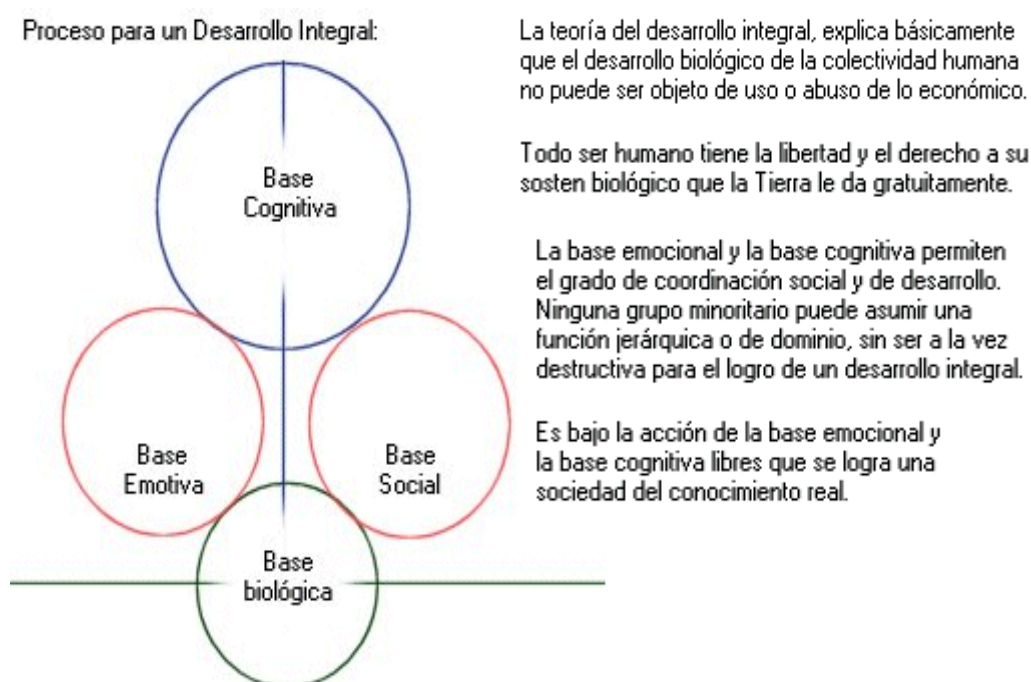 Proceso para un Desarrollo Integral:
Base
Cognitiva
Base
Emotiva
Base
Social
Base
biológica
La teoría del desarrollo integral, explica básicamente
que el desarrollo biológico de la colectividad humana
no puede ser objeto de uso o abuso de lo económico.
Todo ser humano tiene la libertad y el derecho a su
sosten biológico que la Tierra le da gratuitamente.
La base emocional y la base cognitiva permiten
el grado de coordinación social y de desarrollo.
Ninguna grupo minoritario puede asumir una
función jerárquica o de dominio, sin ser a la vez
destructiva para el logro de un desarrollo integral.
Es bajo la acción de la base emocional y
la base cognitiva libres que se logra una
sociedad del conocimiento real.